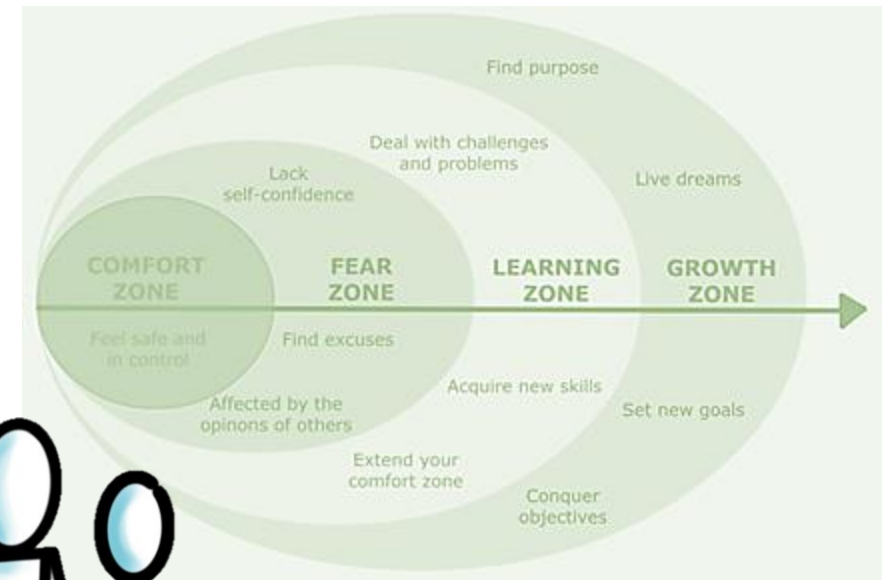 Find purpose
Deal with challenges
and problems
Lack
self-confidence
Live dreams
COMFORT
ZONE
FEAR
ZONE
LEARNING
ZONE
GROWTH
ZONE
Feel safe and
in control
Find excuses
Acquire new skills
Affected by the
opinons of others
Set new goals
Extend your
comfort zone
Conquer
objectives